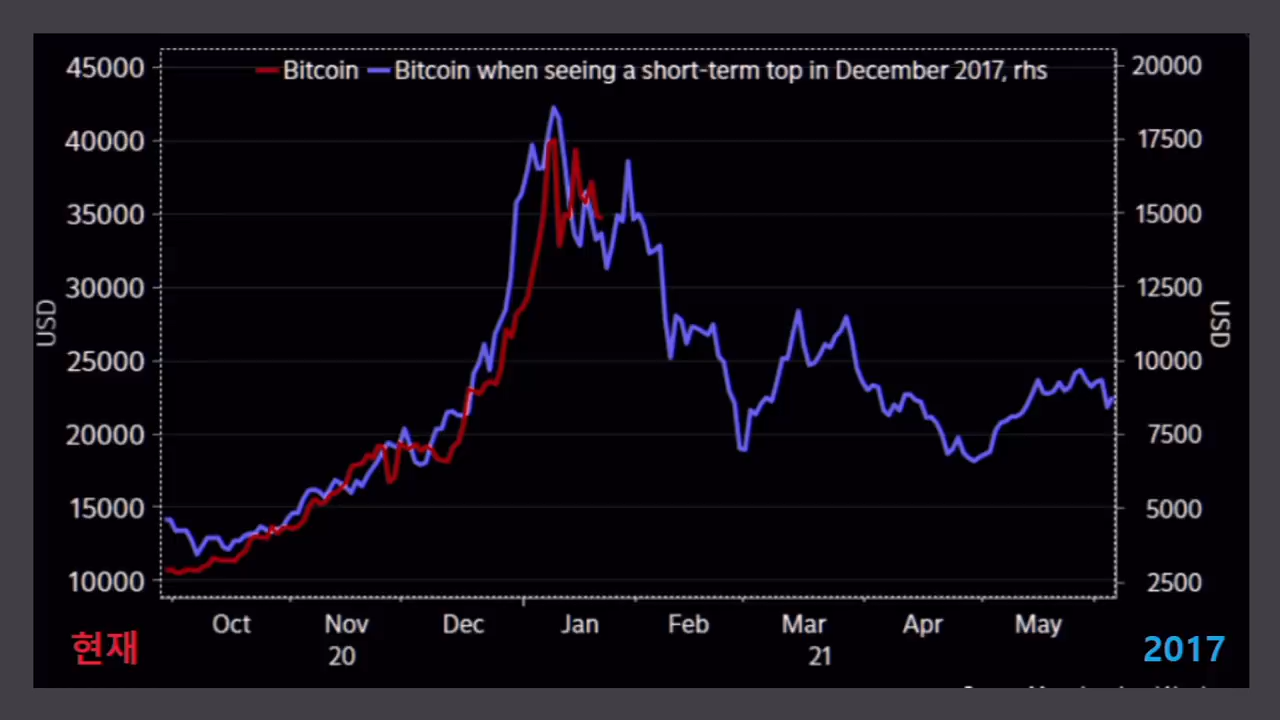 Bitcoin Bitcoin when seeing a short-term top in December 2017, rhs
45000 20000
40000 17500
35000 15000
30000 12500
25000 10000
20000 7500
15000 5000
10000 2500
USD USD
Oct Nov Dec Jan Feb Mar Apr May
20 21
현재 2017